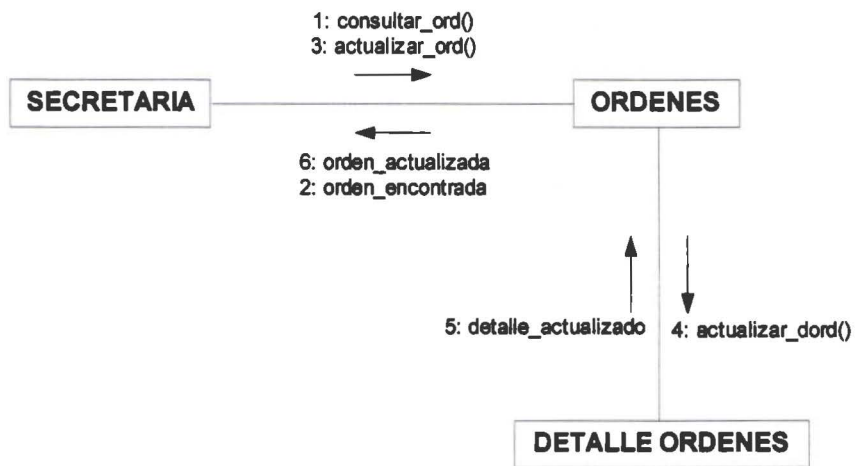 1: consultar_ord()
3: actualizar_ord()
SECRETARIA
ORDENES
6: orden_actualizada
2: orden_encontrada
5: detalle_actualizado
4: actualizar_dord()
DETALLE ORDENES